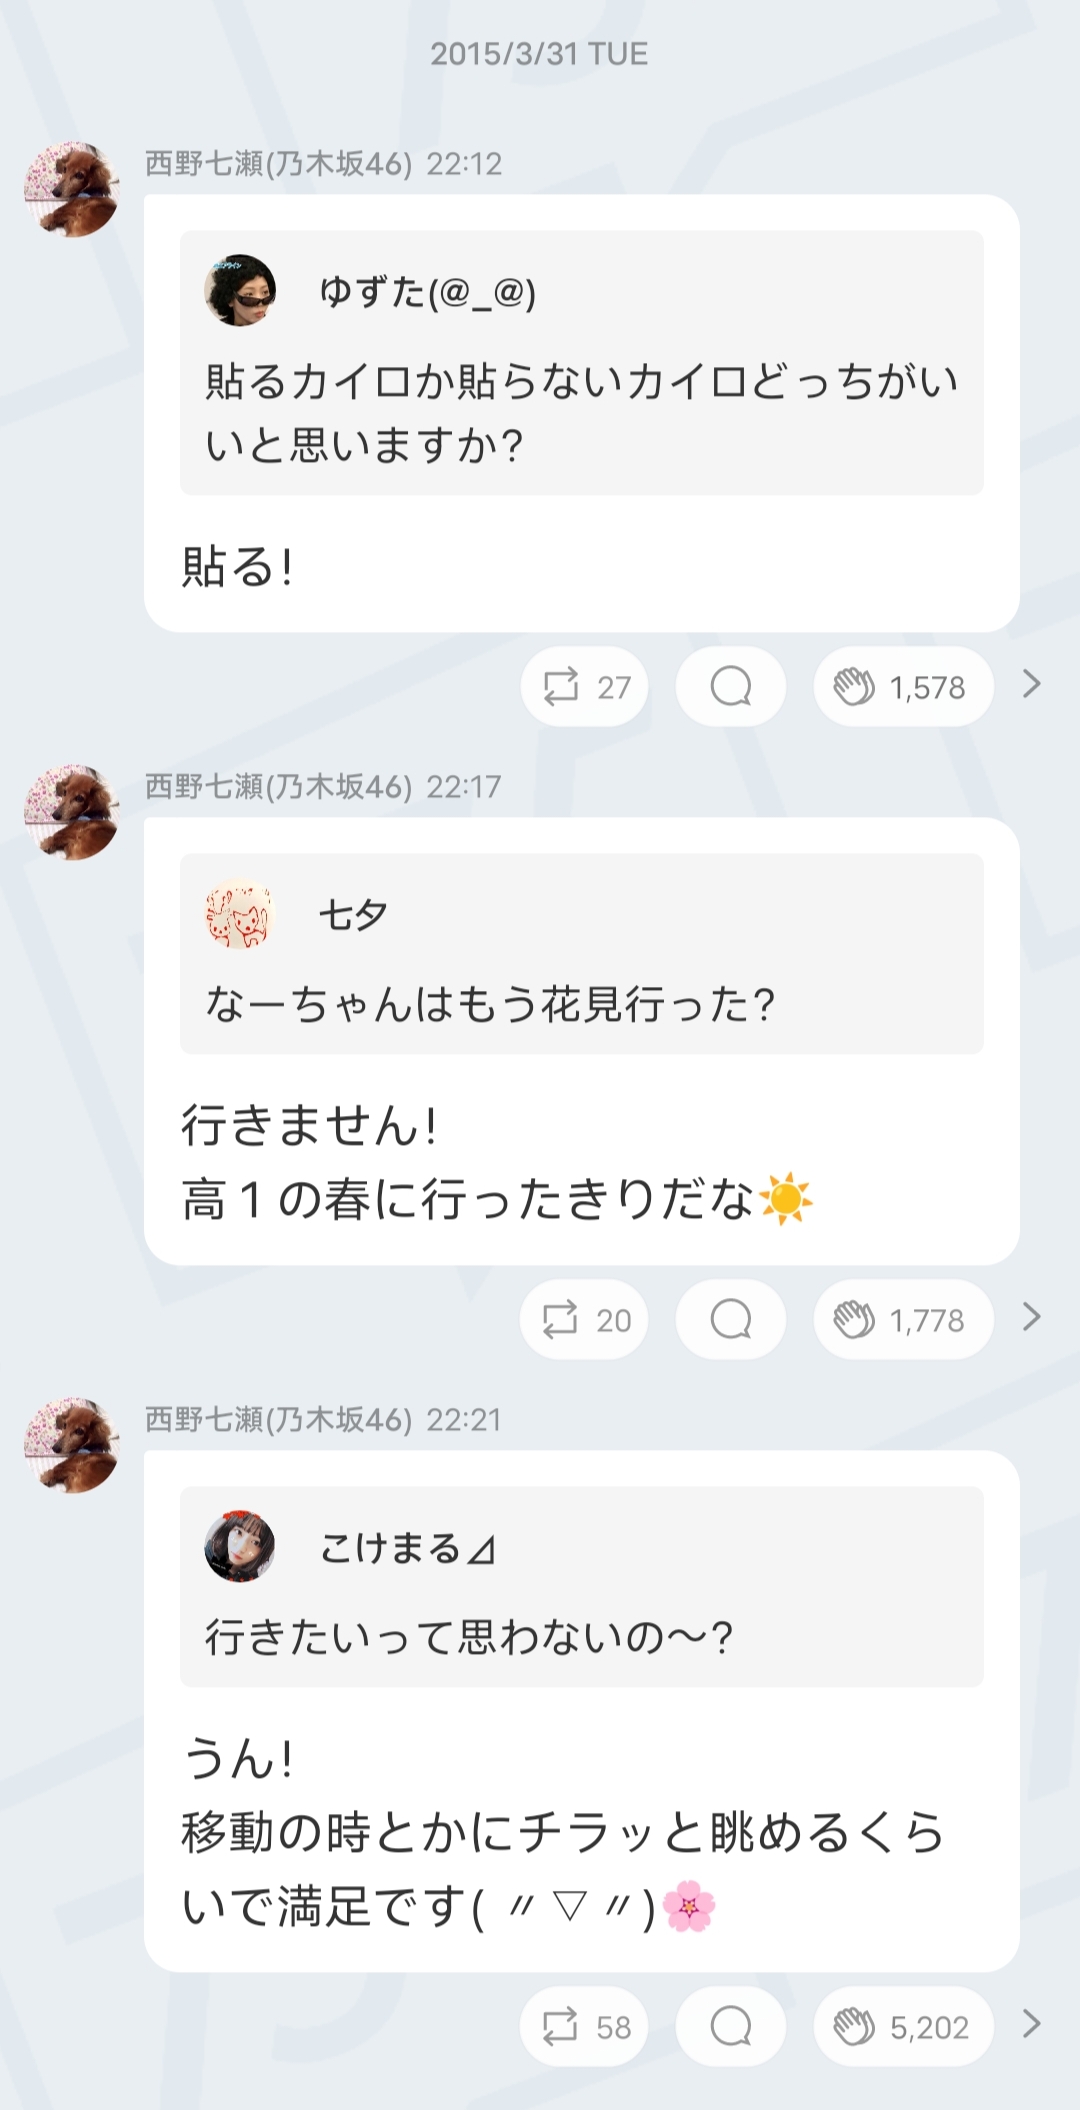 2015/3/31 TUE
西野七瀬(乃木坂46) 22:12
ゆずた(@_@)
貼るカイロか貼らないカイロどっちがい
いと思いますか?
貼る!
27
1,578
西野七瀬(乃木坂46) 22:17
七夕
なーちゃんはもう花見行った?
行きません!
高１の春に行ったきりだな☀️
20
1,778
西野七瀬(乃木坂46) 22:21
こけまる⊿
行きたいって思わないの〜?
うん!
移動の時とかにチラッと眺めるくら
いで満足です( 〃▽〃)🌸
58
5,202